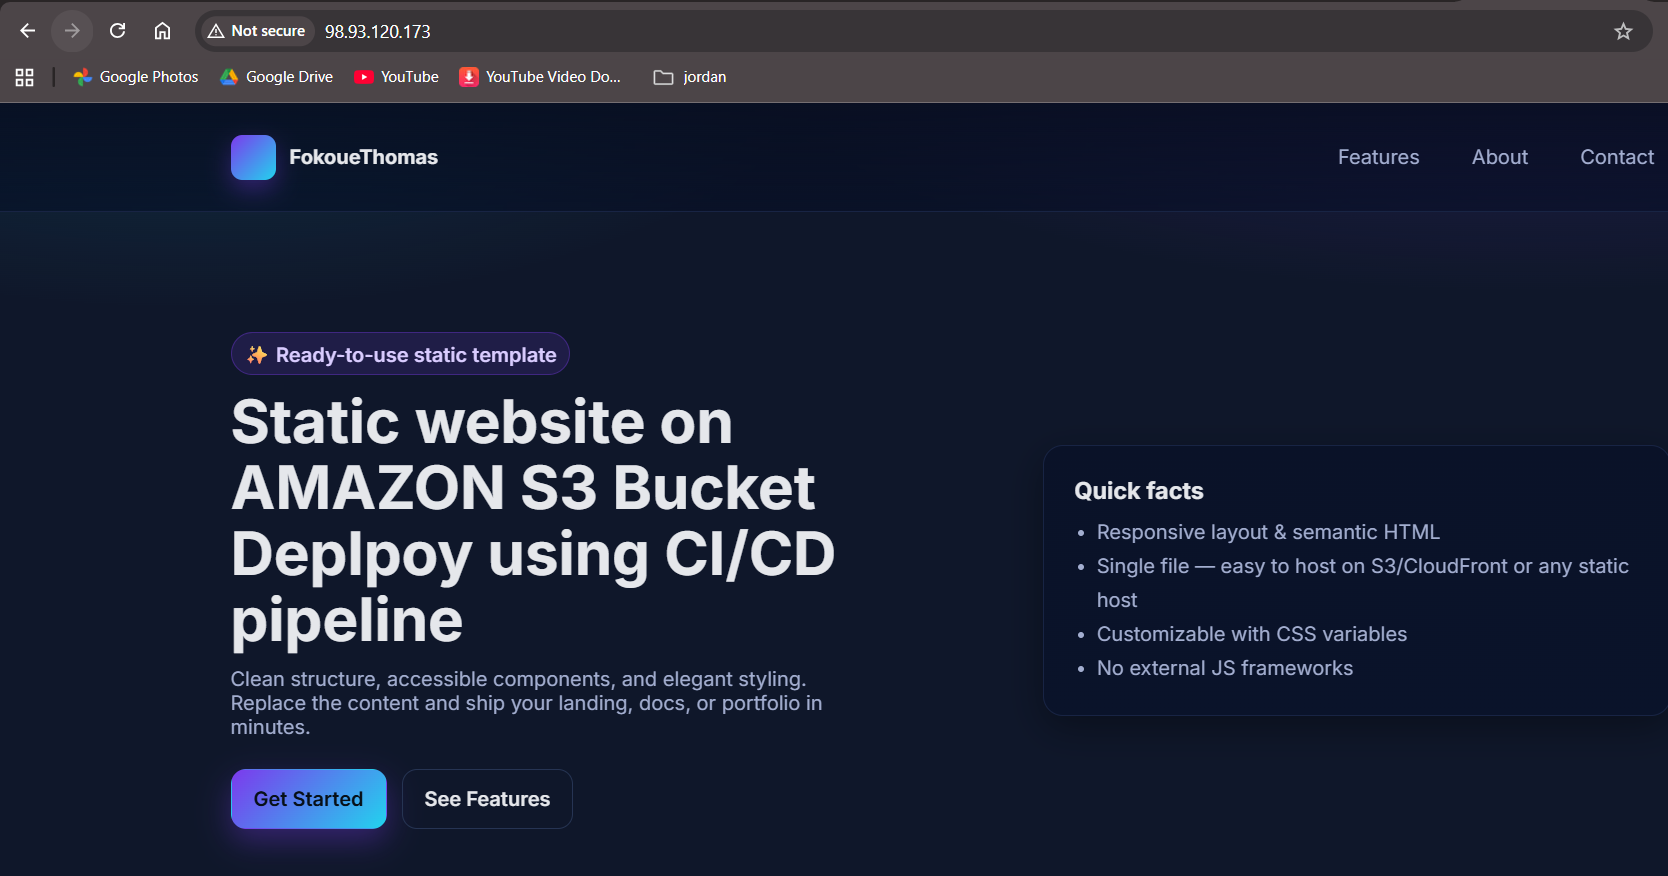 Not secure 98.93.120.173
Google Photos Google Drive YouTube YouTube Video Do... jordan
FokoueThomas Features About Contact
✨ Ready-to-use static template
Static website on
AMAZON S3 Bucket
Deplpoy using CI/CD
pipeline
Clean structure, accessible components, and elegant styling.
Replace the content and ship your landing, docs, or portfolio in
minutes.
Get Started See Features
Quick facts
• Responsive layout & semantic HTML
• Single file — easy to host on S3/CloudFront or any static
host
• Customizable with CSS variables
• No external JS frameworks